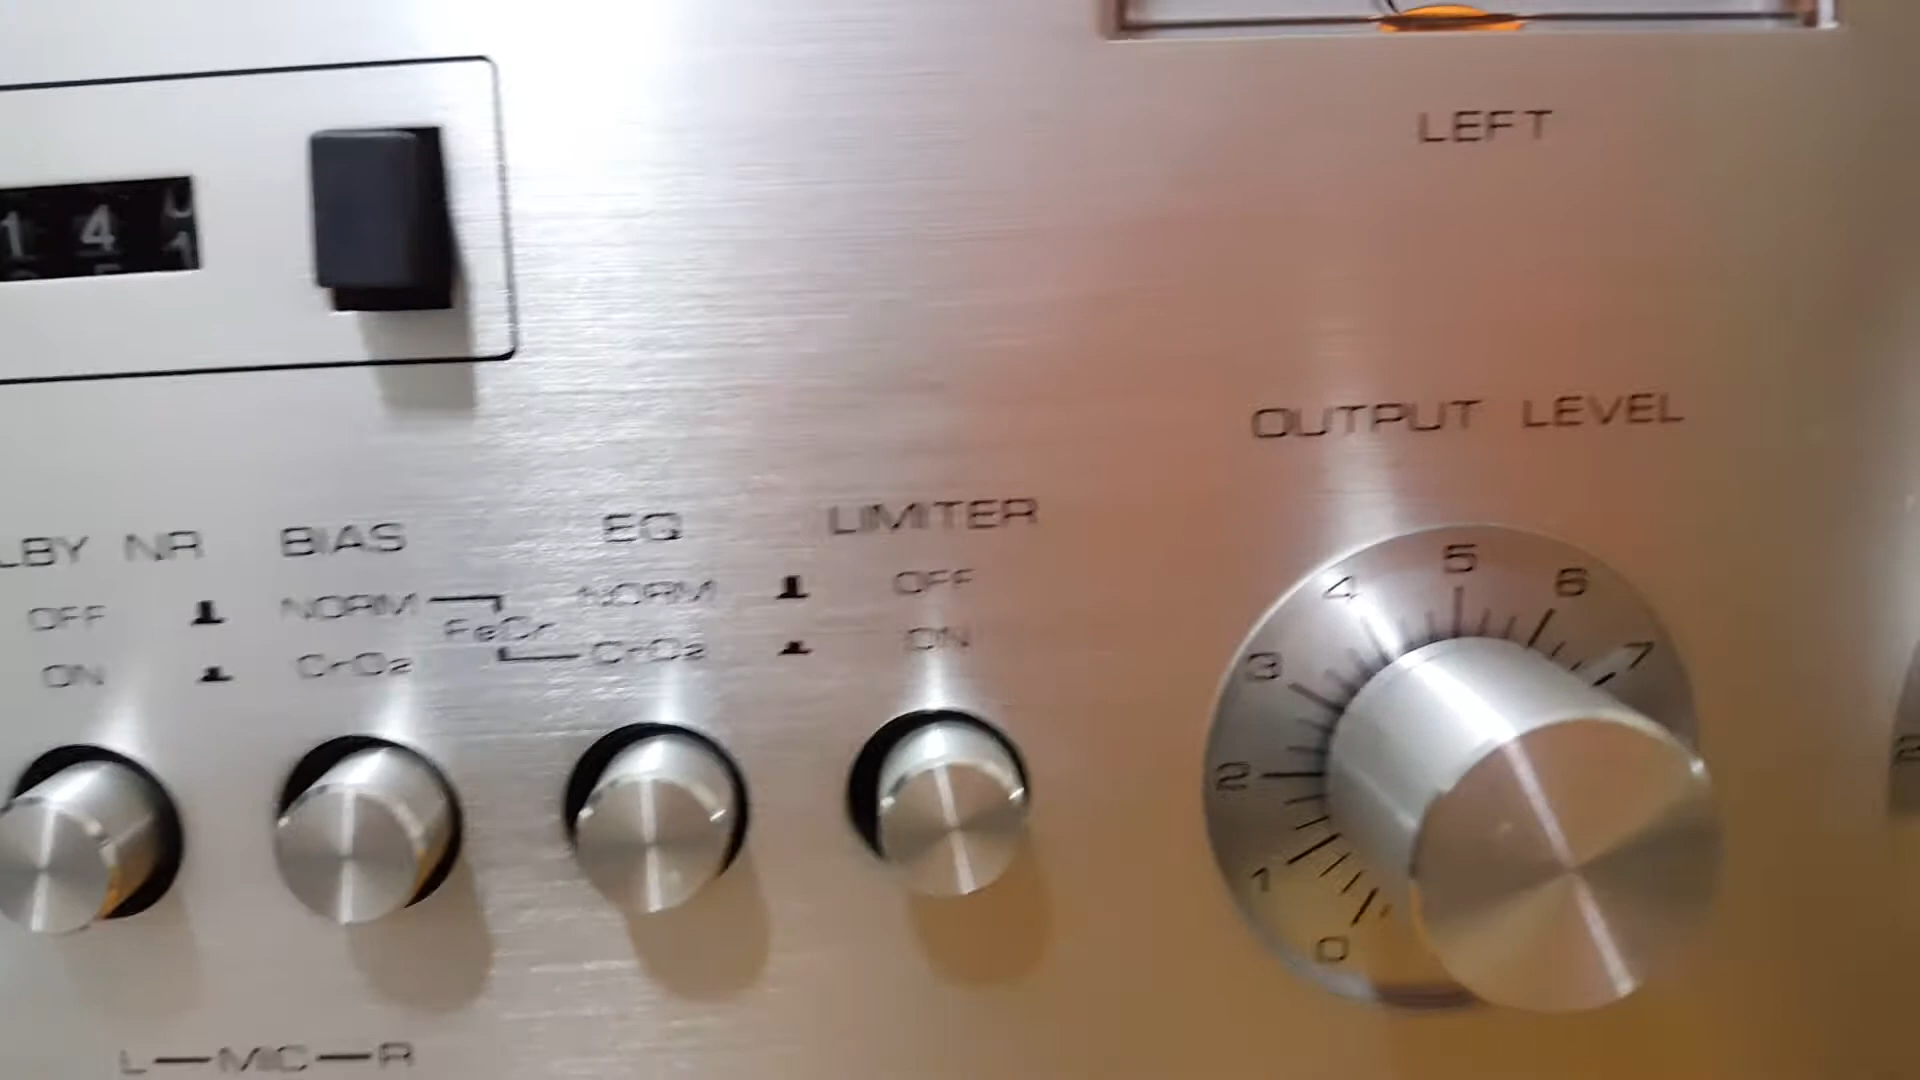 LEFT
1 4
OUTPUT LEVEL
LBY NR BIAS EQ LIMITER
OFF NORM NORM OFF
FeCr
ON CrO2 CrO2 ON
5
4 6
3 7
2 2
1
0
L—MIC—R